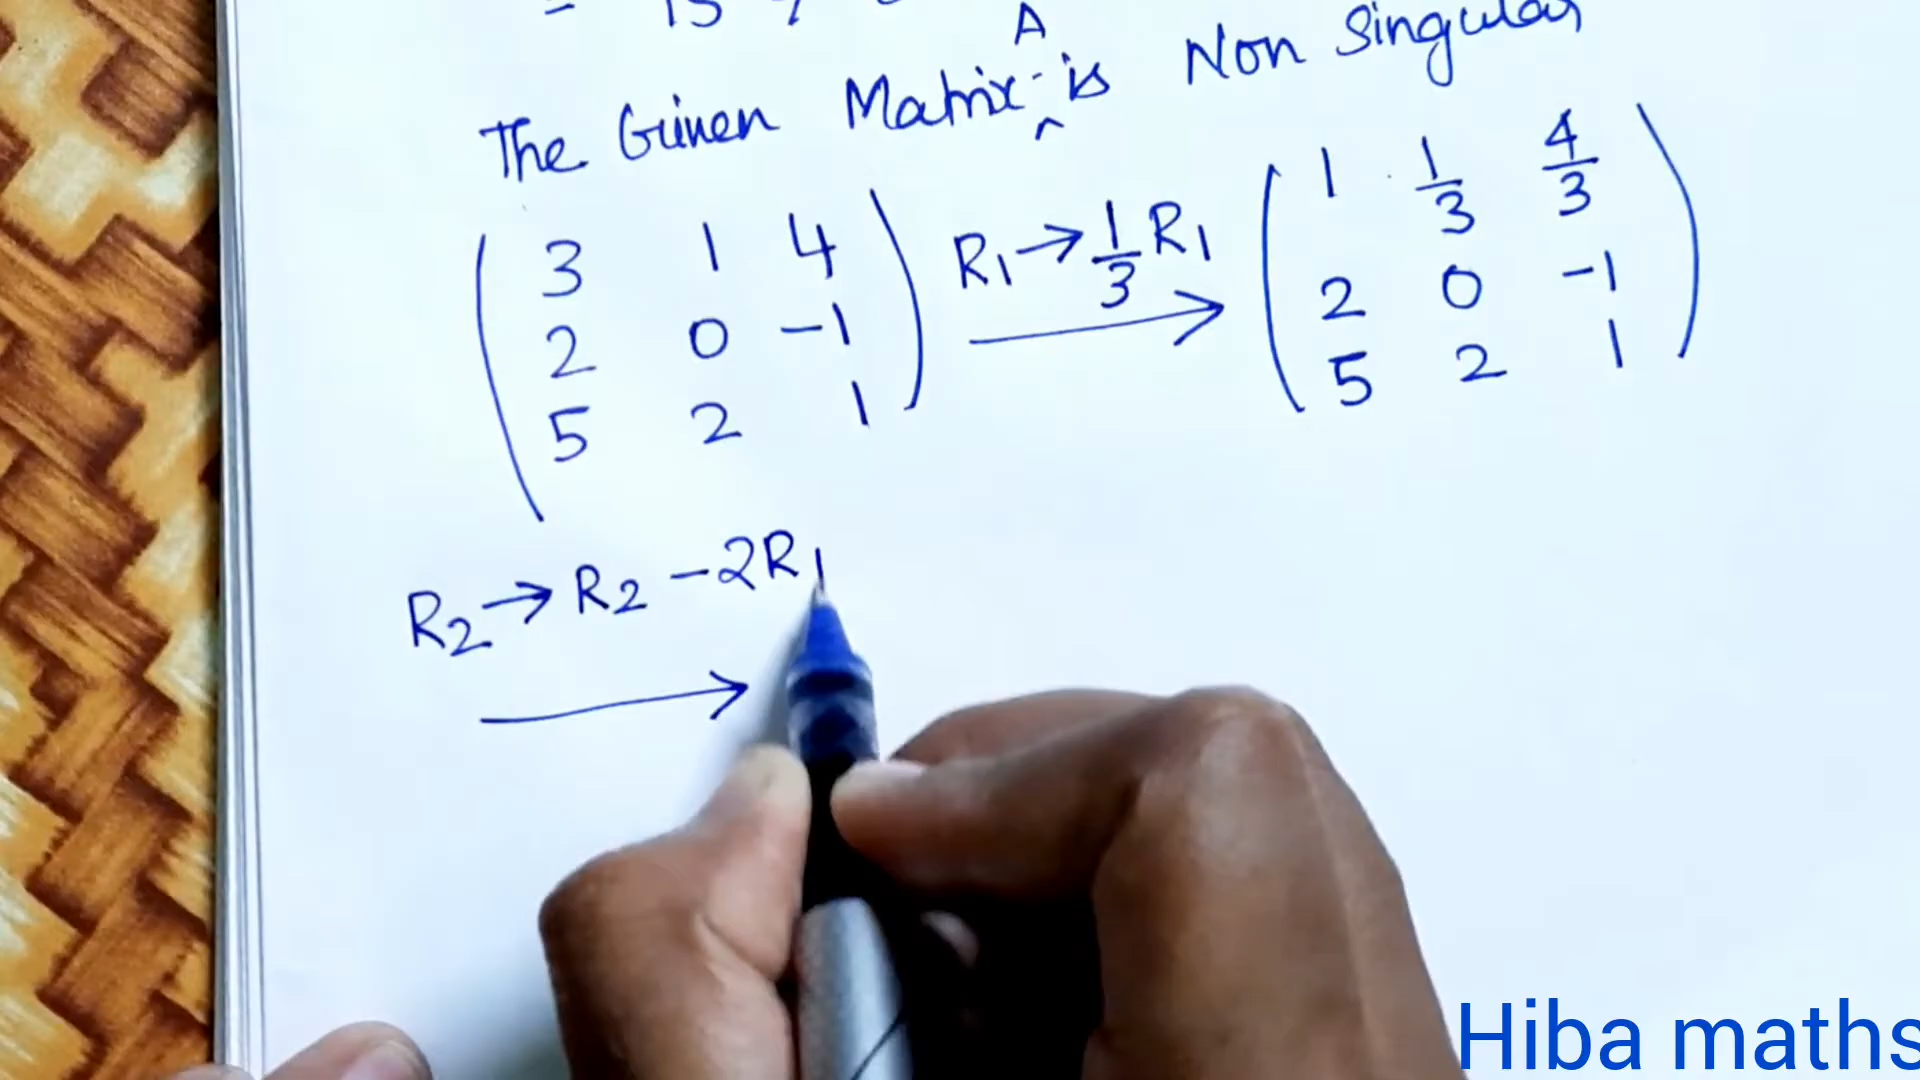 = 15 ≠
A
The Given Matrix ^ is Non Singular
( 3 1 4 ) R₁→1/3 R₁ ( 1 1/3 4/3 )
( 2 0 -1 ) ⟶ ( 2 0 -1 )
( 5 2 1 ) ( 5 2 1 )
R₂→R₂ -2R₁
⟶
Hiba maths